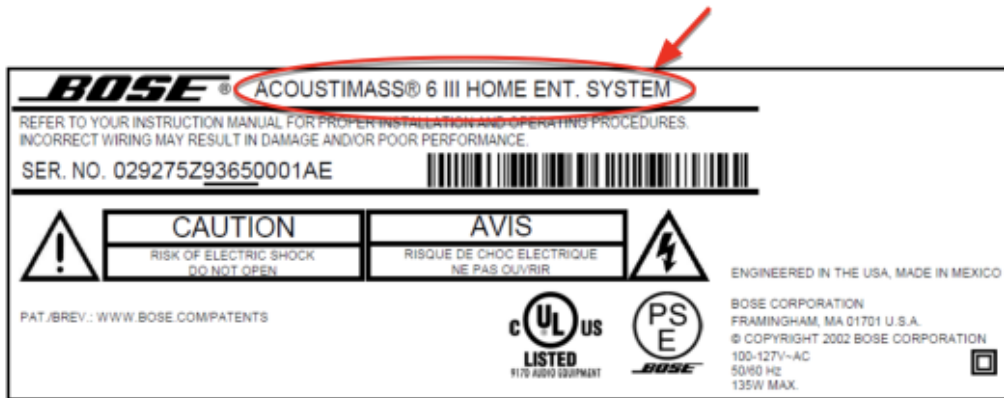 BOSE® ACOUSTIMASS® 6 III HOME ENT. SYSTEM
REFER TO YOUR INSTRUCTION MANUAL FOR PROPER INSTALLATION AND OPERATING PROCEDURES.
INCORRECT WIRING MAY RESULT IN DAMAGE AND/OR POOR PERFORMANCE.
SER. NO. 029275Z93650001AE
CAUTION
RISK OF ELECTRIC SHOCK
DO NOT OPEN
AVIS
RISQUE DE CHOC ELECTRIQUE
NE PAS OUVRIR
ENGINEERED IN THE USA, MADE IN MEXICO
PAT./BREV.: WWW.BOSE.COM/PATENTS
C UL US
LISTED
9170 AUDIO EQUIPMENT
PS
E
BOSE
BOSE CORPORATION
FRAMINGHAM, MA 01701 U.S.A.
© COPYRIGHT 2002 BOSE CORPORATION
100-127V~AC
50/60 Hz
135W MAX.